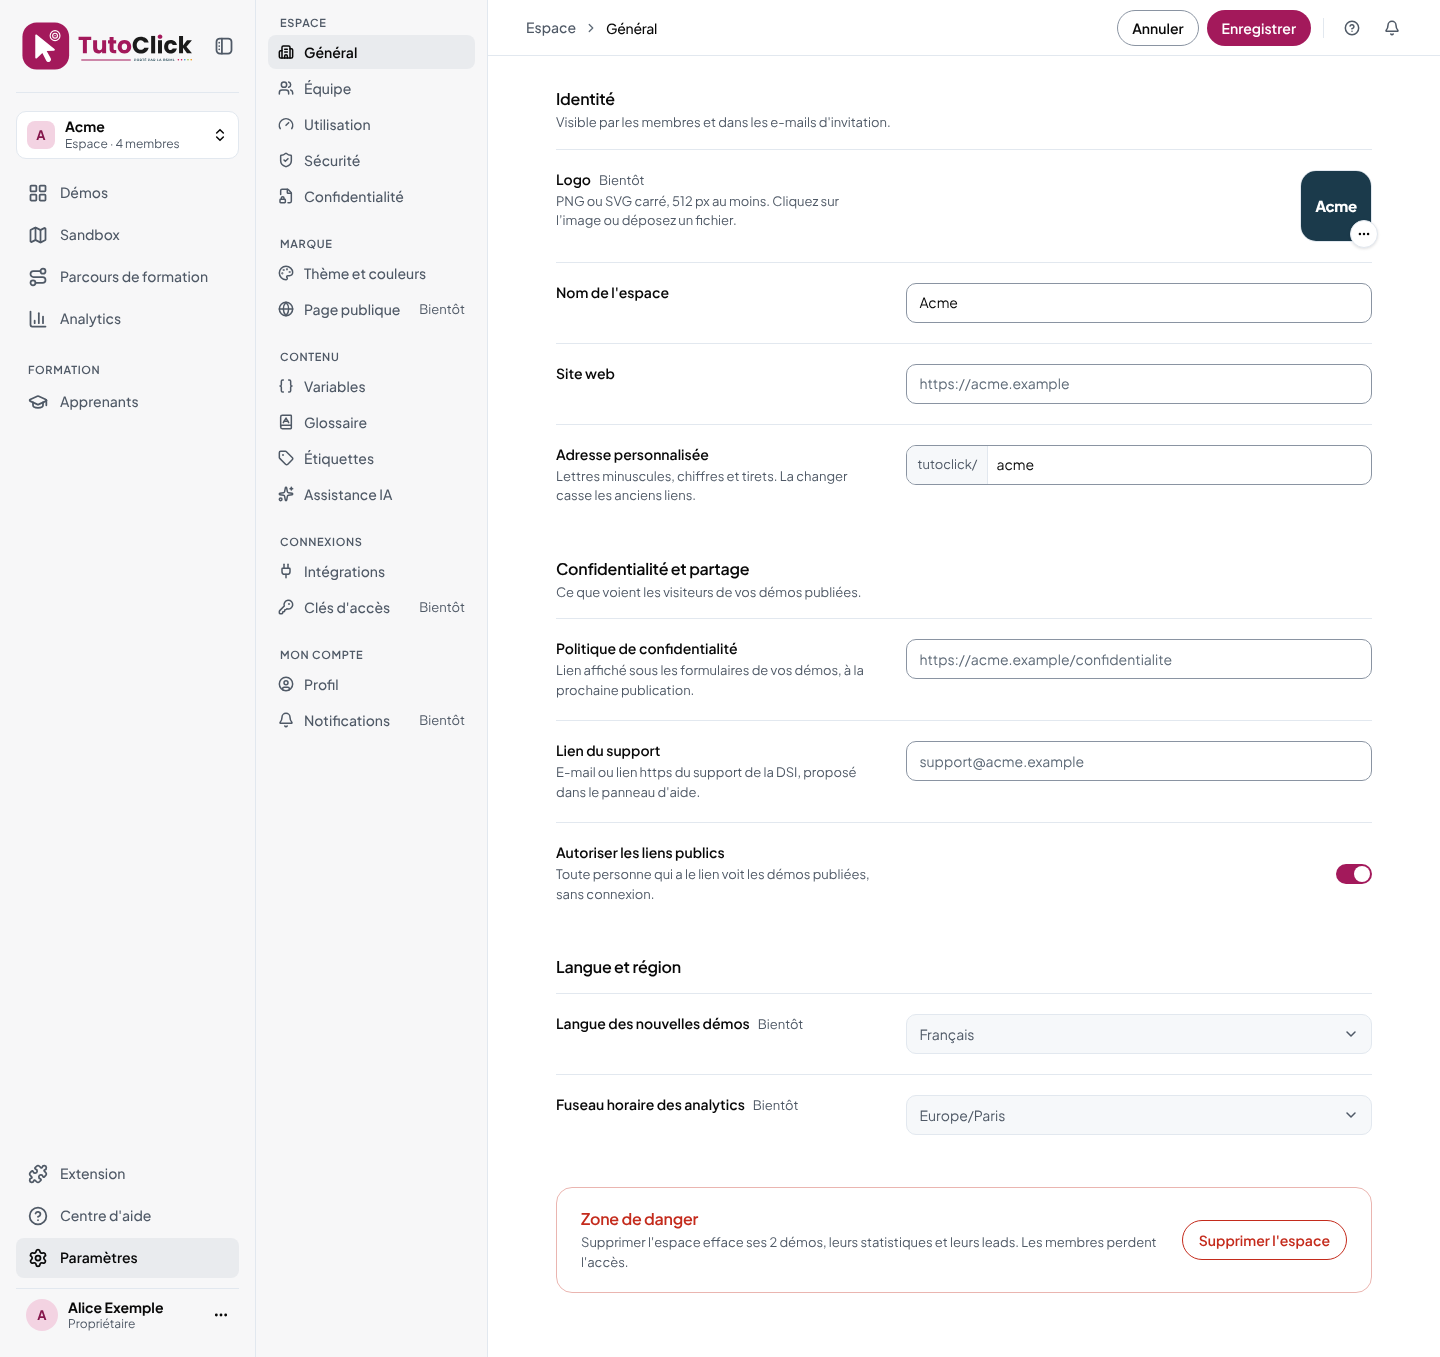 TutoClick
Acme
Espace · 4 membres
Démos
Sandbox
Parcours de formation
Analytics
FORMATION
Apprenants
Extension
Centre d'aide
Paramètres
A
Alice Exemple
Propriétaire
A
ESPACE
Général
Équipe
Utilisation
Sécurité
Confidentialité
MARQUE
Thème et couleurs
Page publique Bientôt
CONTENU
Variables
Glossaire
Étiquettes
Assistance IA
CONNEXIONS
Intégrations
Clés d'accès Bientôt
MON COMPTE
Profil
Notifications Bientôt
Espace > Général
Annuler
Enregistrer
Identité
Visible par les membres et dans les e-mails d'invitation.
Logo Bientôt
PNG ou SVG carré, 512 px au moins. Cliquez sur
l'image ou déposez un fichier.
Acme
Nom de l'espace
Acme
Site web
https://acme.example
Adresse personnalisée
Lettres minuscules, chiffres et tirets. La changer
casse les anciens liens.
tutoclick/ acme
Confidentialité et partage
Ce que voient les visiteurs de vos démos publiées.
Politique de confidentialité
Lien affiché sous les formulaires de vos démos, à la
prochaine publication.
https://acme.example/confidentialite
Lien du support
E-mail ou lien https du support de la DSI, proposé
dans le panneau d'aide.
support@acme.example
Autoriser les liens publics
Toute personne qui a le lien voit les démos publiées,
sans connexion.
Langue et région
Langue des nouvelles démos Bientôt
Français
Fuseau horaire des analytics Bientôt
Europe/Paris
Zone de danger
Supprimer l'espace efface ses 2 démos, leurs statistiques et leurs leads. Les membres perdent
l'accès.
Supprimer l'espace